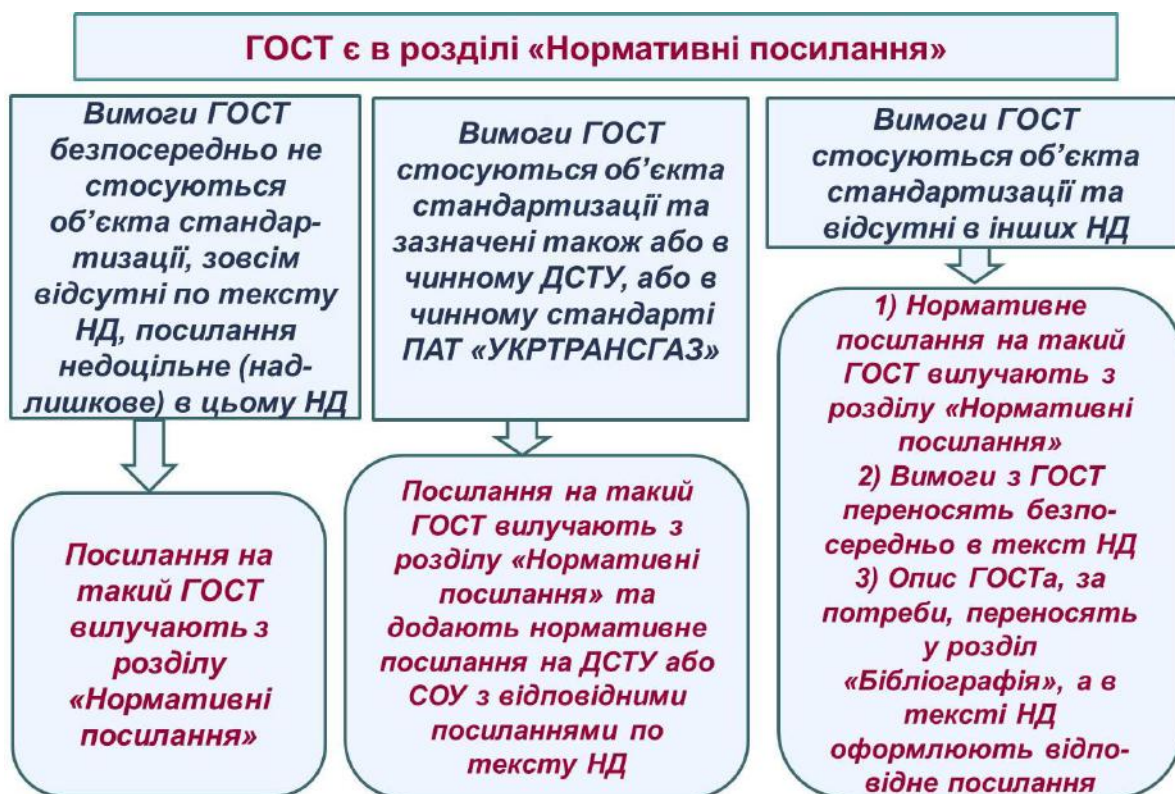 ГОСТ є в розділі «Нормативні посилання»
Вимоги ГОСТ
безпосередньо не
стосуються
об’єкта стандар-
тизації, зовсім
відсутні по тексту
НД, посилання
недоцільне (над-
лишкове) в цьому НД
Посилання на
такий ГОСТ
вилучають з
розділу
«Нормативні
посилання»
Вимоги ГОСТ
стосуються об’єкта
стандартизації та
зазначені також або в
чинному ДСТУ, або в
чинному стандарті
ПАТ «УКРТРАНСГАЗ»
Посилання на такий
ГОСТ вилучають з
розділу «Нормативні
посилання» та
додають нормативне
посилання на ДСТУ або
СОУ з відповідними
посиланнями по
тексту НД
Вимоги ГОСТ
стосуються об’єкта
стандартизації та
відсутні в інших НД
1) Нормативне
посилання на такий
ГОСТ вилучають з
розділу «Нормативні
посилання»
2) Вимоги з ГОСТ
переносять безпо-
середньо в текст НД
3) Опис ГОСТа, за
потреби, переносять
у розділ
«Бібліографія», а в
тексті НД
оформлюють відпо-
відне посилання